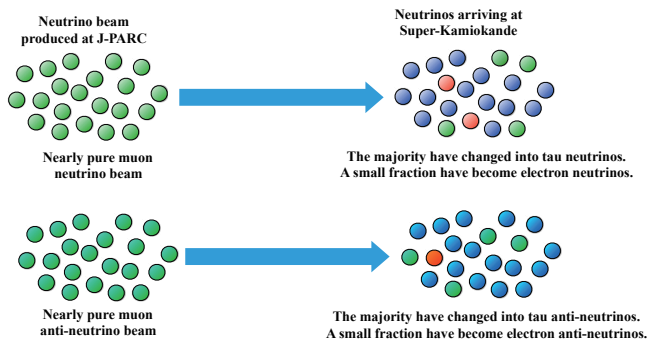 Neutrino beam
produced at J-PARC
Neutrinos arriving at
Super-Kamiokande
Nearly pure muon
neutrino beam
The majority have changed into tau neutrinos.
A small fraction have become electron neutrinos.
Nearly pure muon
anti-neutrino beam
The majority have changed into tau anti-neutrinos.
A small fraction have become electron anti-neutrinos.